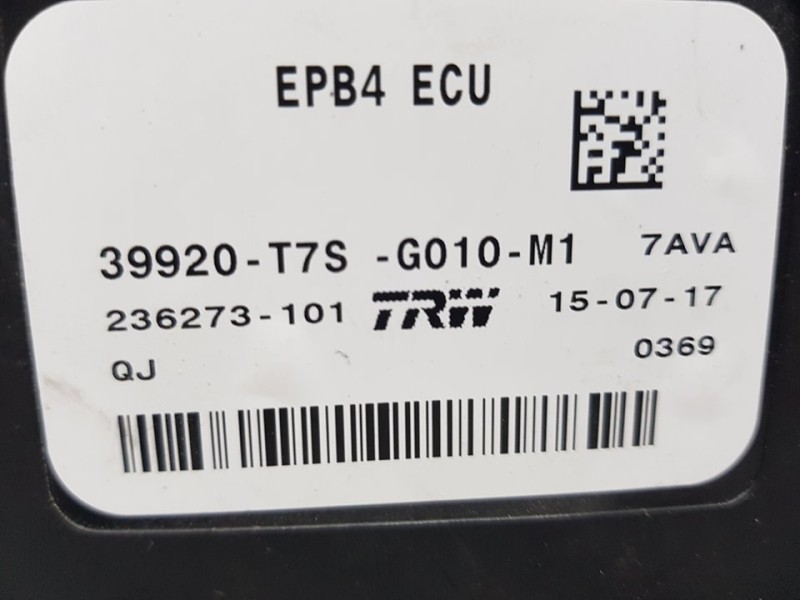 EPB4 ECU
39920-T7S -G010-M1 7AVA
236273-101 TRW 15-07-17
QJ 0369